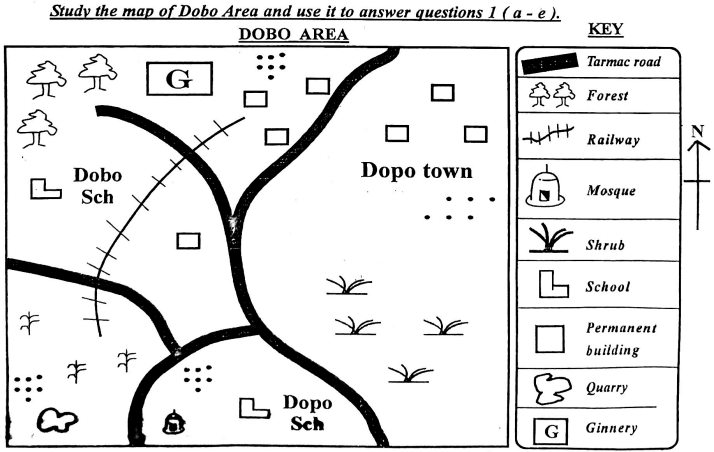 Study the map of Dobo Area and use it to answer questions 1 ( a - e ).
DOBO AREA
G
Dobo
Sch
Dopo town
Dopo
Sch
KEY
Tarmac road
Forest
Railway
Mosque
Shrub
School
Permanent
building
Quarry
G
Ginnery
N